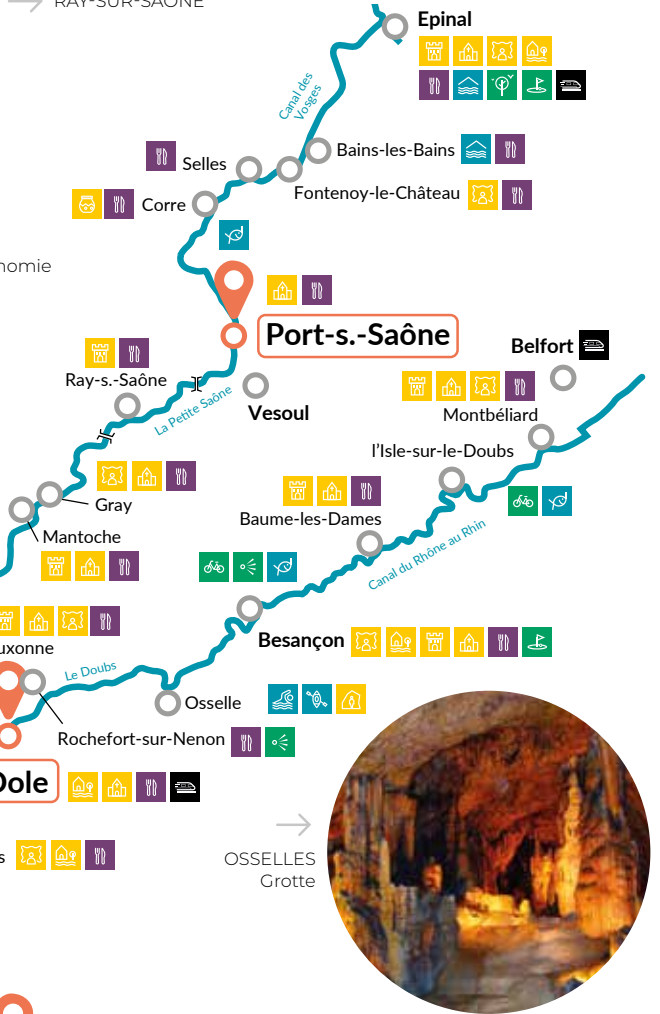 RAY-SUR-SAÔNE
Epinal
Canal des
Vosges
Bains-les-Bains
Selles
Fontenoy-le-Château
Corre
nomie
Port-s.-Saône
Belfort
Ray-s.-Saône
La Petite Saône
Vesoul
Montbéliard
l'Isle-sur-le-Doubs
Gray
Baume-les-Dames
Mantoche
Canal du Rhône au Rhin
Besançon
uxonne
Le Doubs
Osselle
Rochefort-sur-Nenon
Dole
s
OSSELLES
Grotte